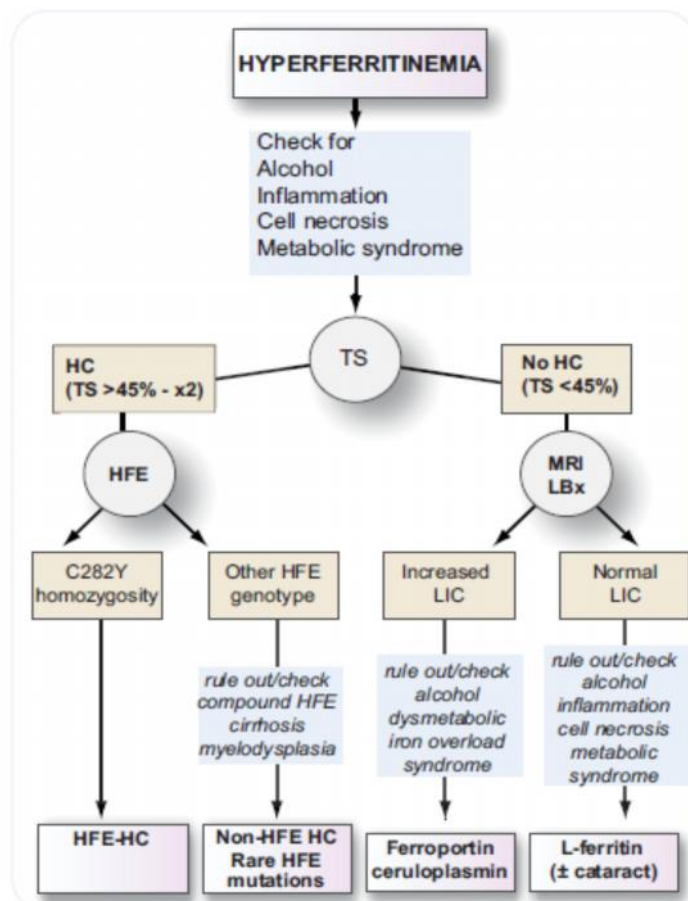 HYPERFERRITINEMIA
Check for
Alcohol
Inflammation
Cell necrosis
Metabolic syndrome
TS
HC
(TS >45% - x2)
No HC
(TS <45%)
HFE
MRI
LBx
C282Y
homozygosity
Other HFE
genotype
Increased
LIC
Normal
LIC
rule out/check
compound HFE
cirrhosis
myelodysplasia
rule out/check
alcohol
dysmetabolic
iron overload
syndrome
rule out/check
alcohol
inflammation
cell necrosis
metabolic
syndrome
HFE-HC
Non-HFE HC
Rare HFE
mutations
Ferroportin
ceruloplasmin
L-ferritin
(± cataract)